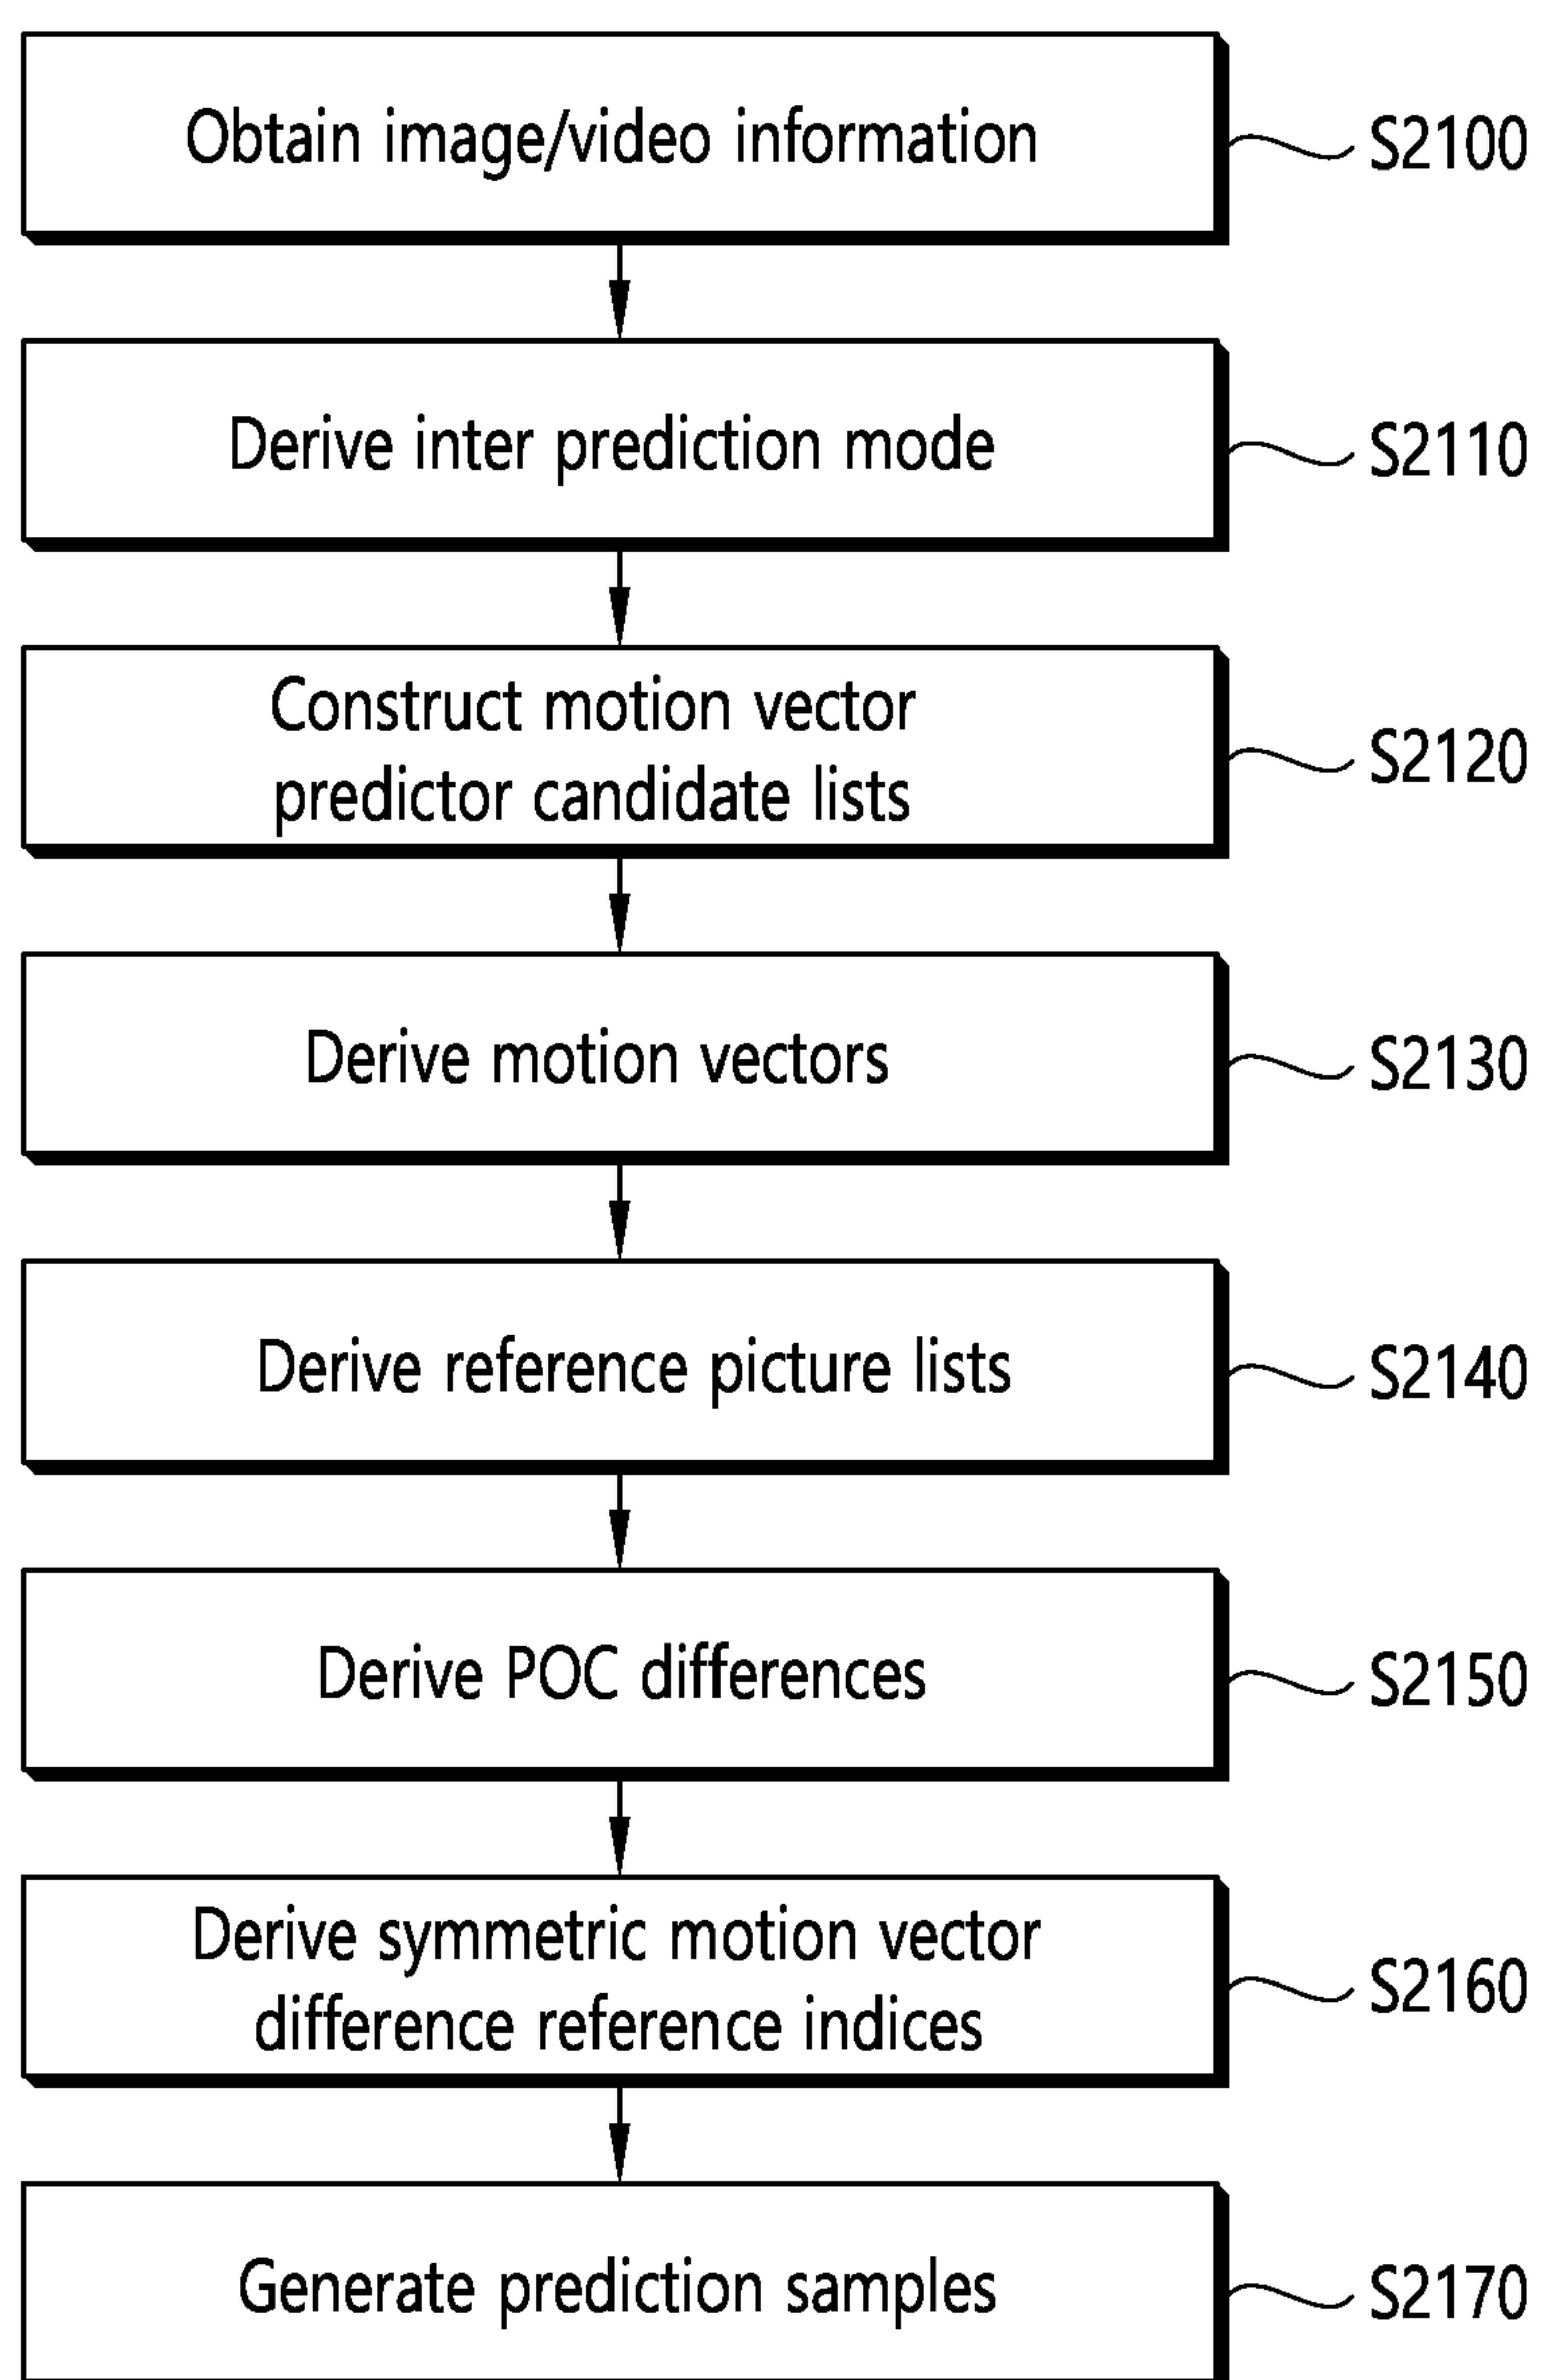 Obtain image/video information
S2100
Derive inter prediction mode
S2110
Construct motion vector
predictor candidate lists
S2120
Derive motion vectors
S2130
Derive reference picture lists
S2140
Derive POC differences
S2150
Derive symmetric motion vector
difference reference indices
S2160
Generate prediction samples
S2170